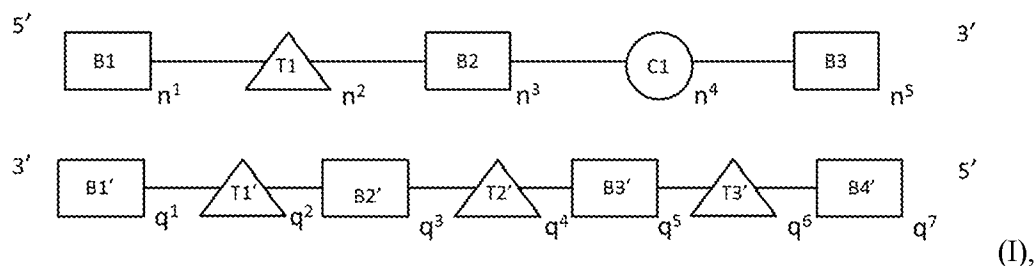 5′ 3′
B1 T1 B2 C1 B3
n¹ n² n³ n⁴ n⁵
3′ 5′
B1′ T1′ B2′ T2′ B3′ T3′ B4′
q¹ q² q³ q⁴ q⁵ q⁶ q⁷
(I),